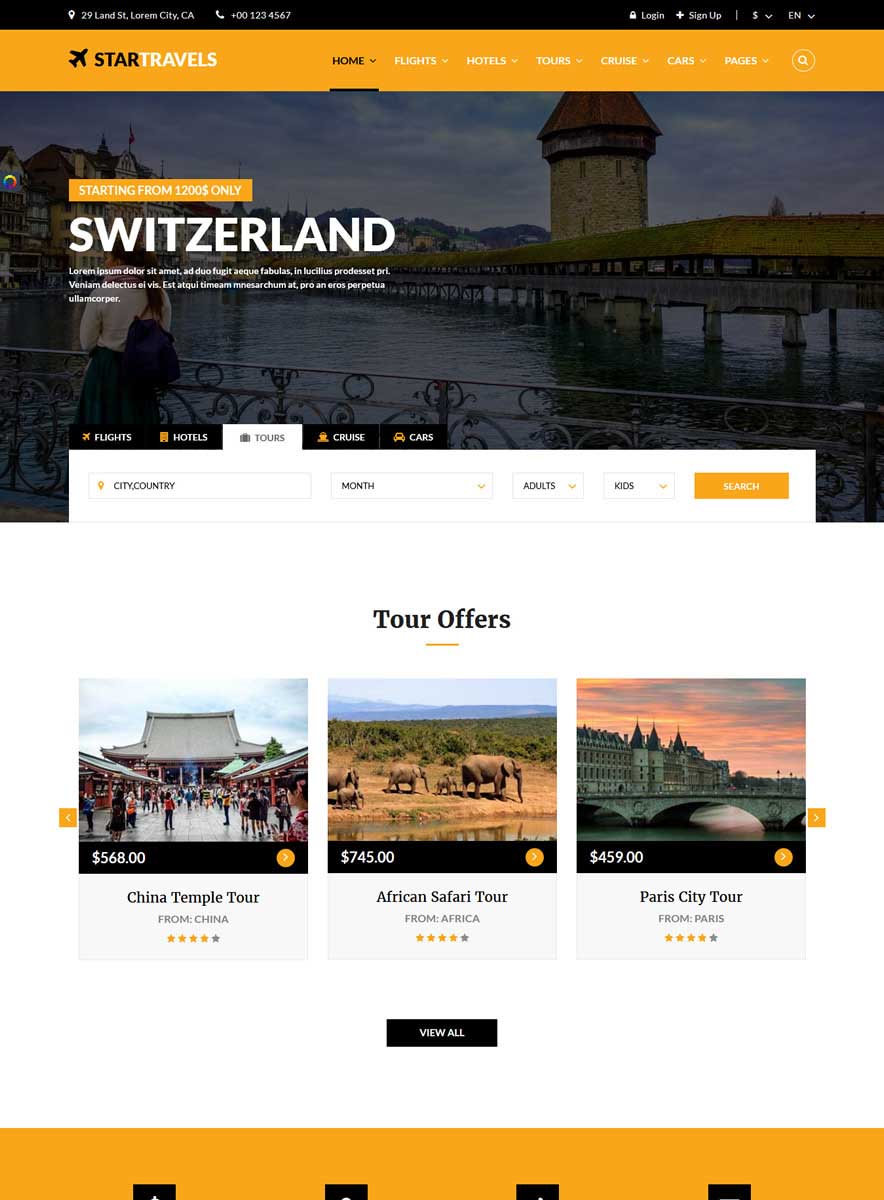 29 Land St, Lorem City, CA
+00 123 4567
Login
Sign Up
$
EN
STARTRAVELS
HOME
FLIGHTS
HOTELS
TOURS
CRUISE
CARS
PAGES
STARTING FROM 1200$ ONLY
SWITZERLAND
Lorem ipsum dolor sit amet, ad duo fugit aeque fabulas, in lucilius prodesset pri.
Veniam delectus ei vis. Est atqui timeam mnesarchum at, pro an eros perpetua
ullamcorper.
FLIGHTS
HOTELS
TOURS
CRUISE
CARS
CITY,COUNTRY
MONTH
ADULTS
KIDS
SEARCH
Tour Offers
$568.00
China Temple Tour
FROM: CHINA
$745.00
African Safari Tour
FROM: AFRICA
$459.00
Paris City Tour
FROM: PARIS
VIEW ALL